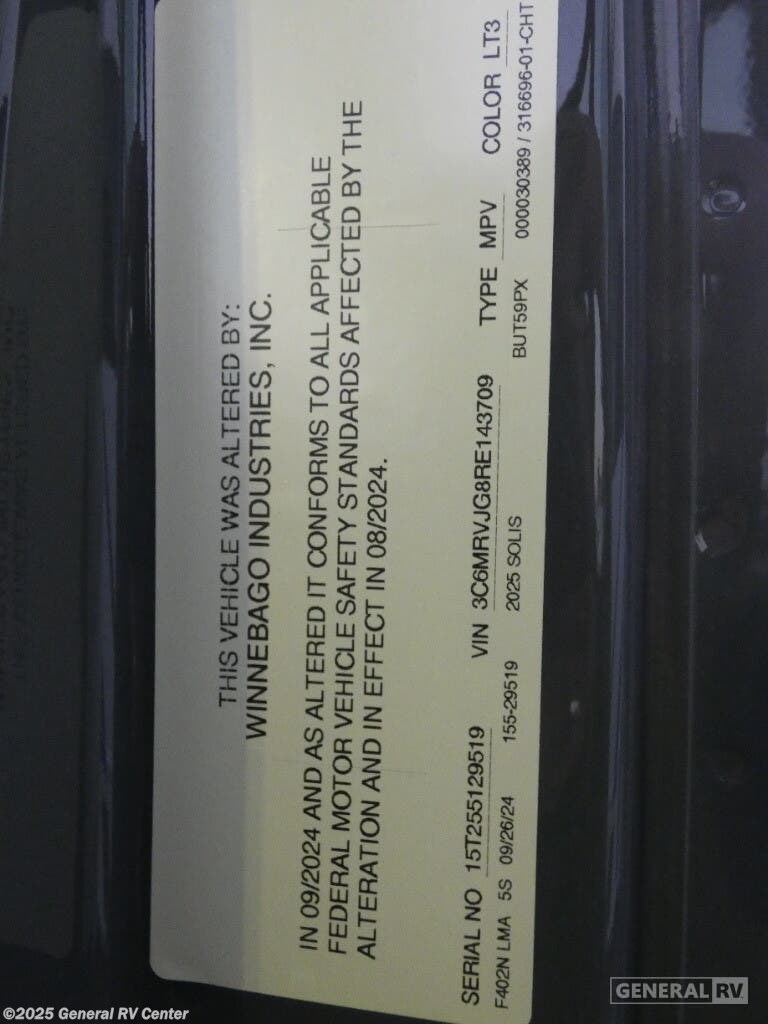 THIS VEHICLE WAS ALTERED BY:
WINNEBAGO INDUSTRIES, INC.
IN 09/2024 AND AS ALTERED IT CONFORMS TO ALL APPLICABLE
FEDERAL MOTOR VEHICLE SAFETY STANDARDS AFFECTED BY THE
ALTERATION AND IN EFFECT IN 08/2024.
SERIAL NO 15T255129519 VIN 3C6MRVJG8RE143709 TYPE MPV COLOR LT3
F402N LMA 5S 09/26/24 155-29519 2025 SOLIS BUT59PX 000030389 / 316696-01-CHT
GENERAL RV
©2025 General RV Center